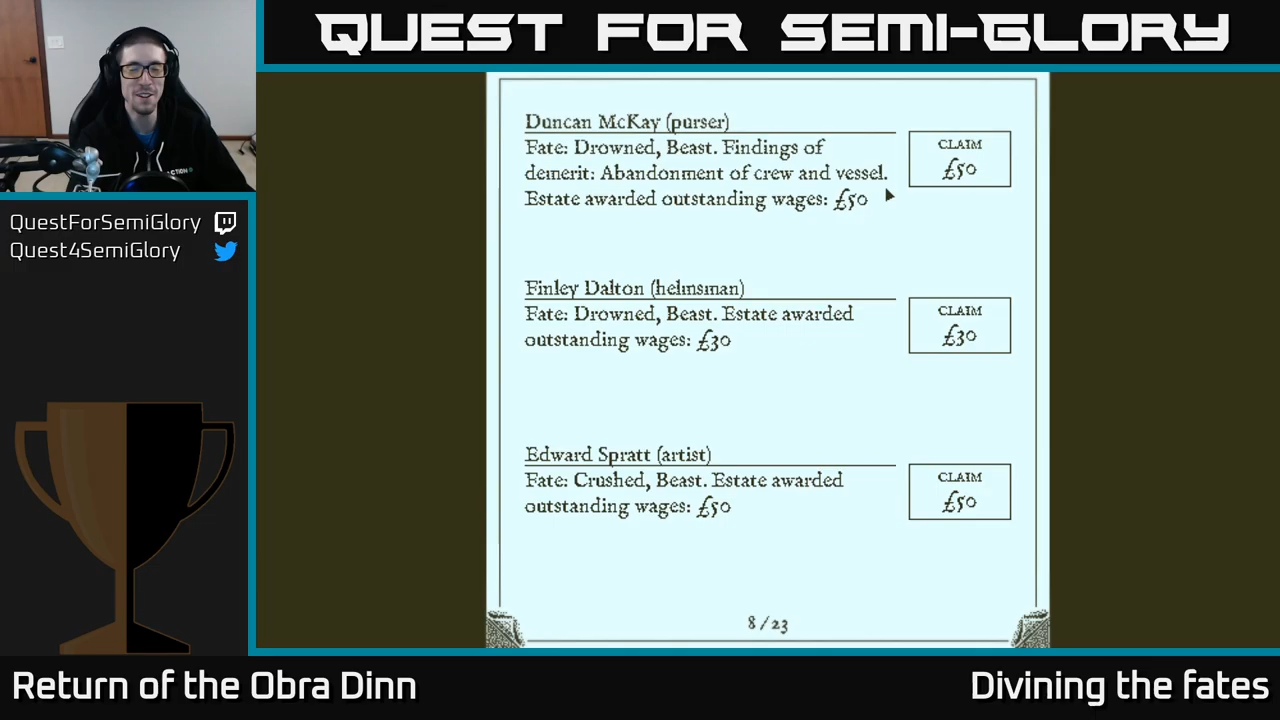 QUEST FOR SEMI-GLORY
QuestForSemiGlory
Quest4SemiGlory
Duncan McKay (purser)
Fate: Drowned, Beast. Findings of
demerit: Abandonment of crew and vessel.
Estate awarded outstanding wages: £50
CLAIM
£50
Finley Dalton (helmsman)
Fate: Drowned, Beast. Estate awarded
outstanding wages: £30
CLAIM
£30
Edward Spratt (artist)
Fate: Crushed, Beast. Estate awarded
outstanding wages: £50
CLAIM
£50
8/23
Return of the Obra Dinn
Divining the fates